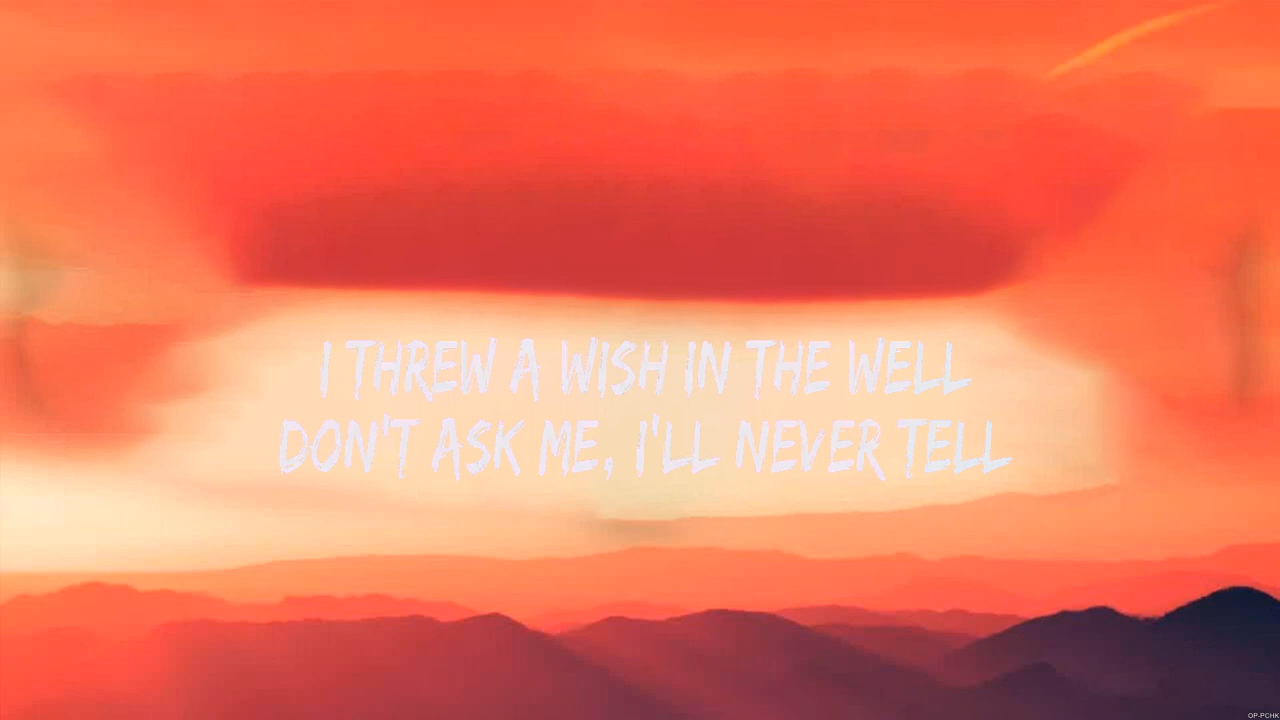 I THREW A WISH IN THE WELL
DON'T ASK ME, I'LL NEVER TELL
OP-PCHK